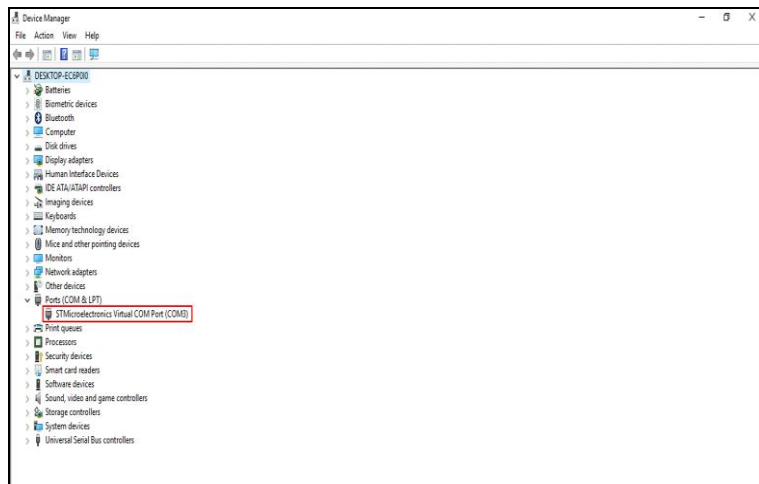 Device Manager
File Action View Help
DESKTOP-EC6P0I0
Batteries
Biometric devices
Bluetooth
Computer
Disk drives
Display adapters
Human Interface Devices
IDE ATA/ATAPI controllers
Imaging devices
Keyboards
Memory technology devices
Mice and other pointing devices
Monitors
Network adapters
Other devices
Ports (COM & LPT)
STMicroelectronics Virtual COM Port (COM3)
Print queues
Processors
Security devices
Smart card readers
Software devices
Sound, video and game controllers
Storage controllers
System devices
Universal Serial Bus controllers